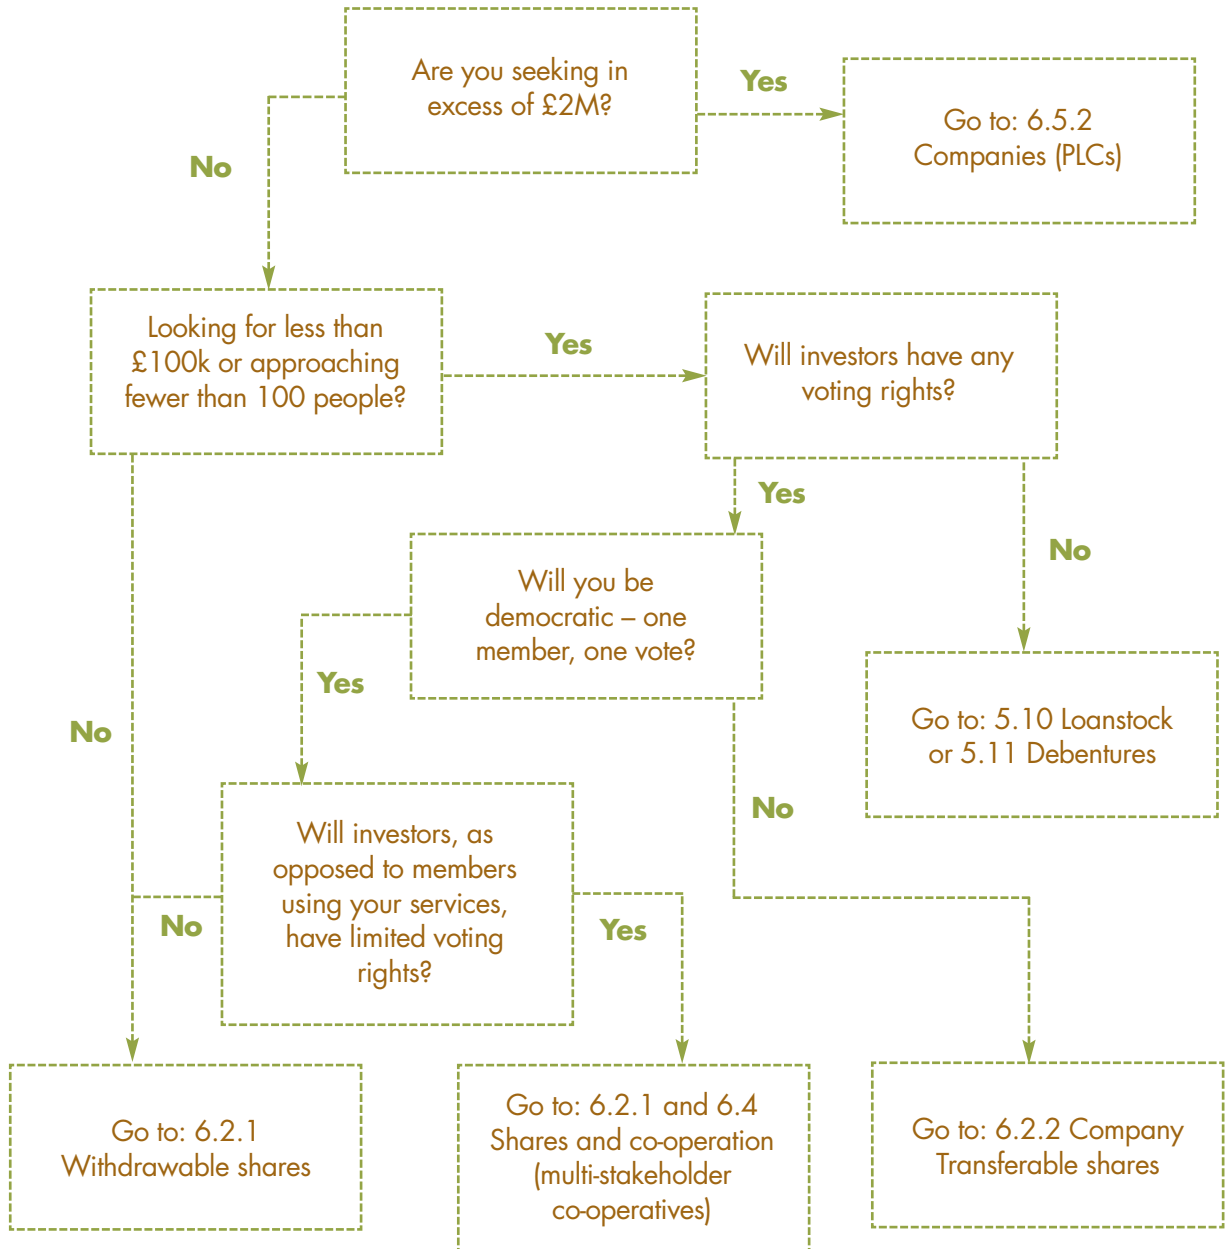 Are you seeking in
excess of £2M?
Yes
Go to: 6.5.2
Companies (PLCs)
No
Looking for less than
£100k or approaching
fewer than 100 people?
Yes
Will investors have any
voting rights?
Yes
No
Will you be
democratic – one
member, one vote?
Yes
No
Go to: 5.10 Loanstock
or 5.11 Debentures
No
Will investors, as
opposed to members
using your services,
have limited voting
rights?
No
Yes
Go to: 6.2.1
Withdrawable shares
Go to: 6.2.1 and 6.4
Shares and co-operation
(multi-stakeholder
co-operatives)
Go to: 6.2.2 Company
Transferable shares